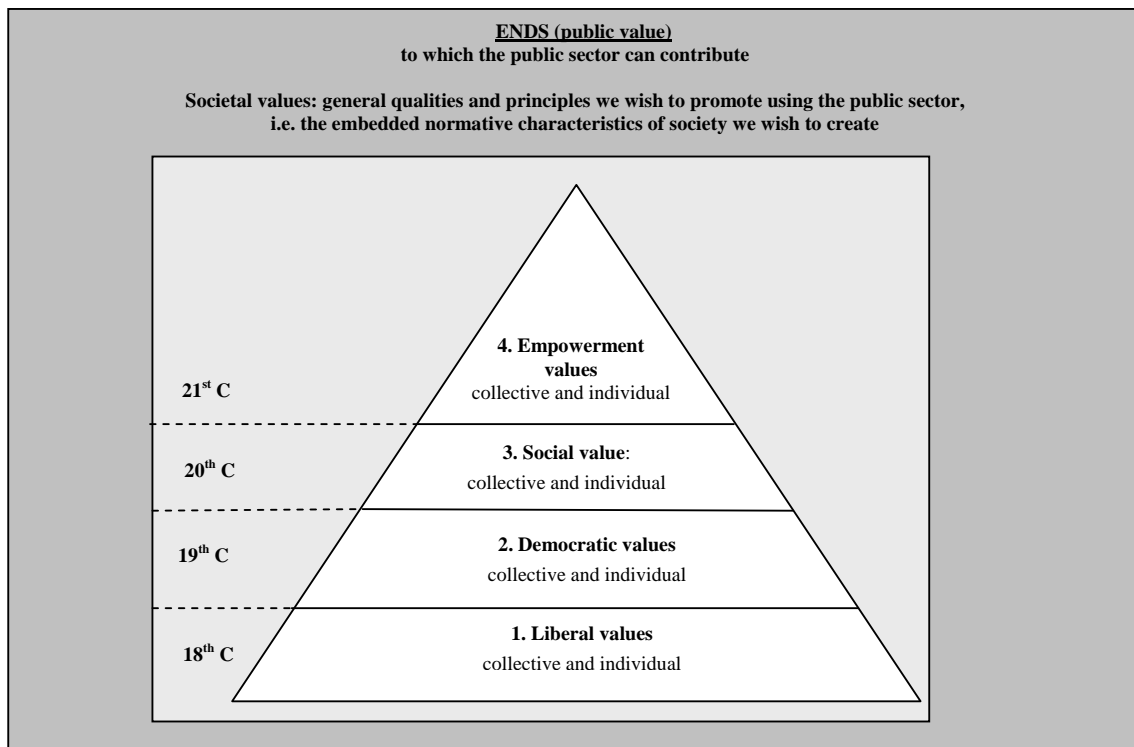 ENDS (public value)
to which the public sector can contribute
Societal values: general qualities and principles we wish to promote using the public sector,
i.e. the embedded normative characteristics of society we wish to create
4. Empowerment
values
collective and individual
21st C
3. Social value:
collective and individual
20th C
2. Democratic values
collective and individual
19th C
1. Liberal values
collective and individual
18th C